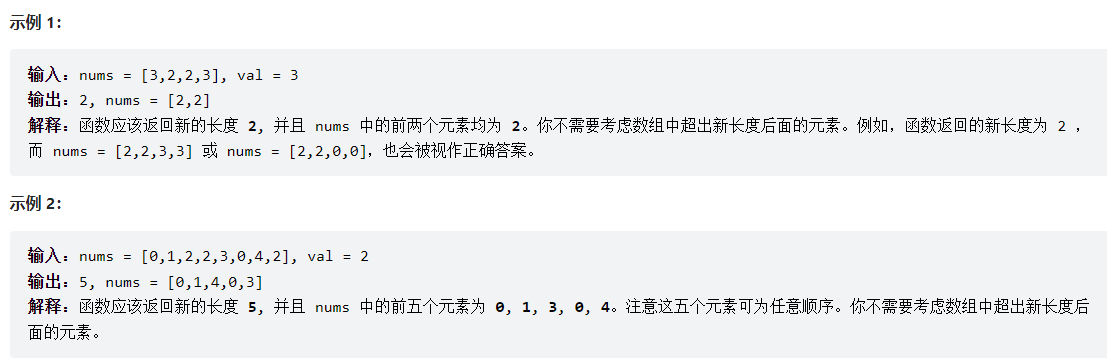 示例 1：
输入：nums = [3,2,2,3], val = 3
输出：2, nums = [2,2]
解释：函数应该返回新的长度 2, 并且 nums 中的前两个元素均为 2。你不需要考虑数组中超出新长度后面的元素。例如，函数返回的新长度为 2 ，
而 nums = [2,2,3,3] 或 nums = [2,2,0,0]，也会被视作正确答案。
示例 2：
输入：nums = [0,1,2,2,3,0,4,2], val = 2
输出：5, nums = [0,1,4,0,3]
解释：函数应该返回新的长度 5, 并且 nums 中的前五个元素为 0, 1, 3, 0, 4。注意这五个元素可为任意顺序。你不需要考虑数组中超出新长度后
面的元素。